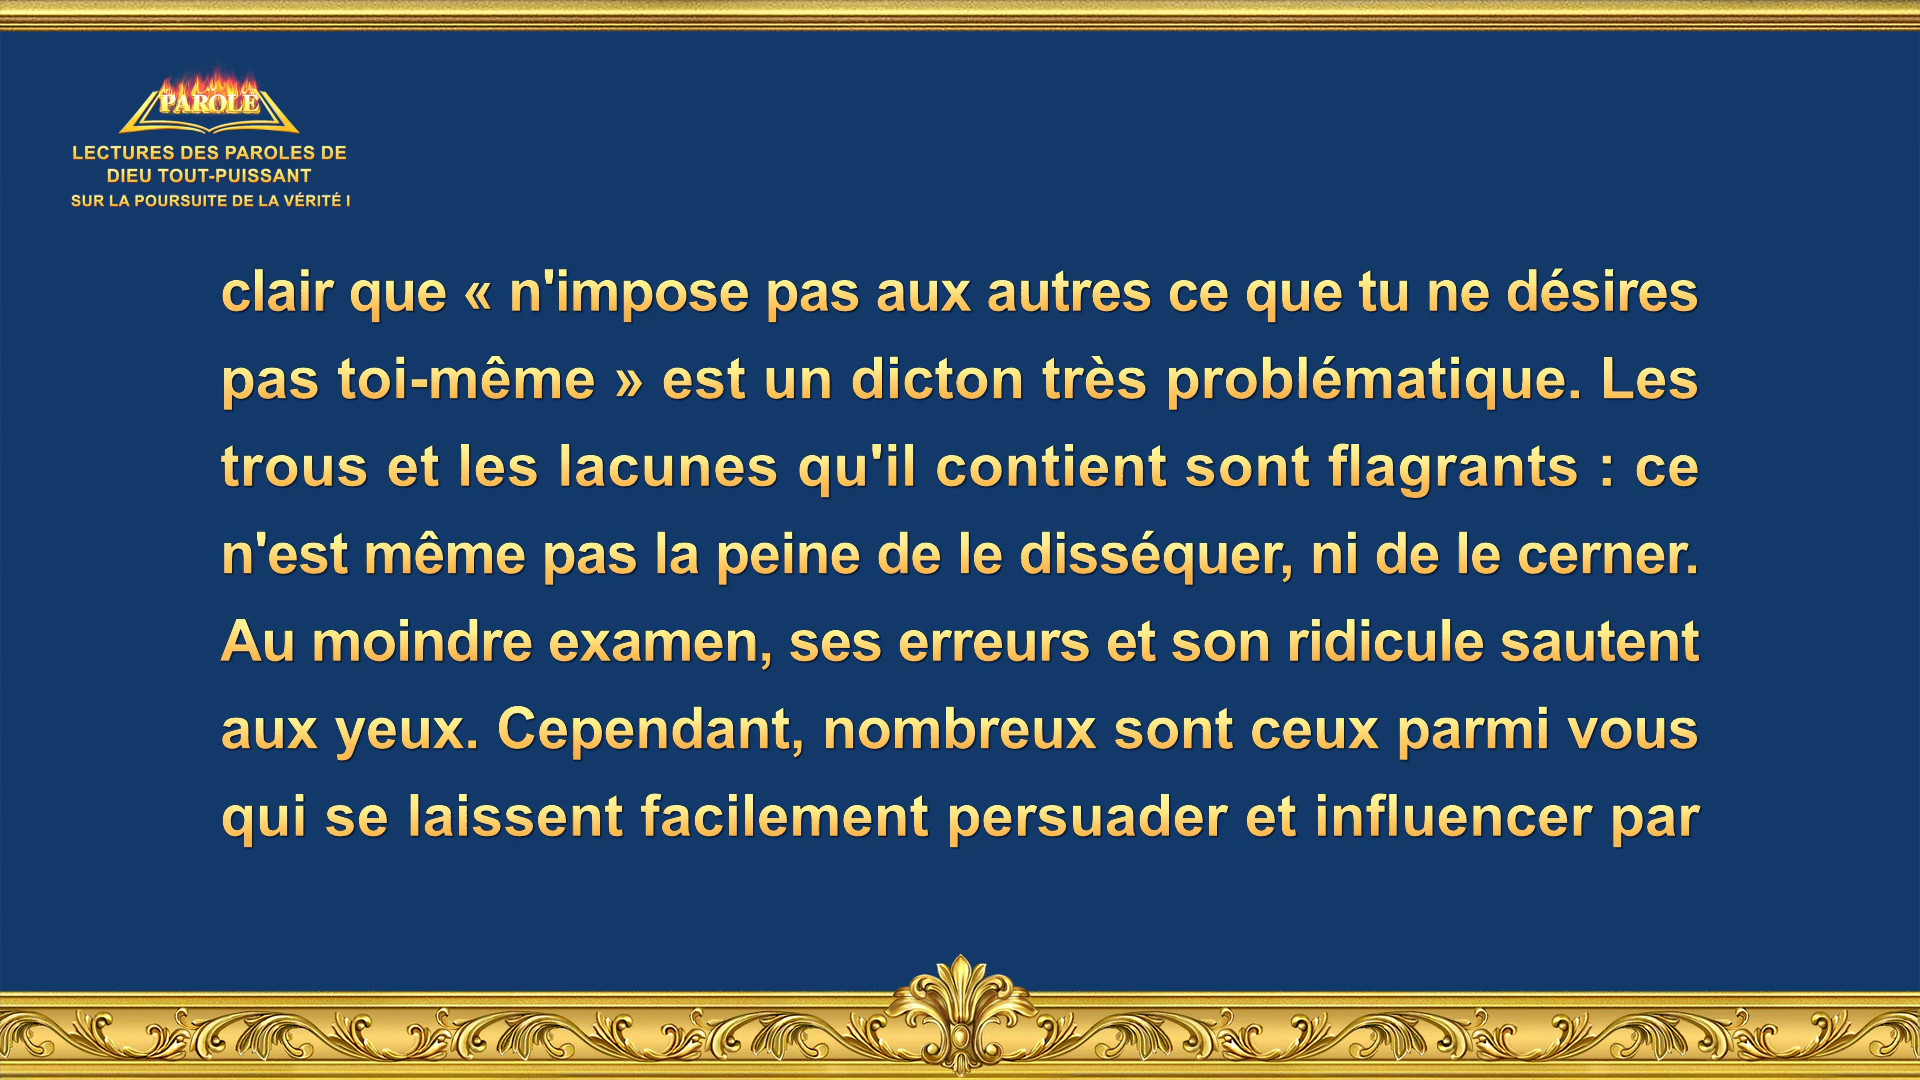 PAROLE
LECTURES DES PAROLES DE
DIEU TOUT-PUISSANT
SUR LA POURSUITE DE LA VÉRITÉ I
clair que « n'impose pas aux autres ce que tu ne désires
pas toi-même » est un dicton très problématique. Les
trous et les lacunes qu'il contient sont flagrants : ce
n'est même pas la peine de le disséquer, ni de le cerner.
Au moindre examen, ses erreurs et son ridicule sautent
aux yeux. Cependant, nombreux sont ceux parmi vous
qui se laissent facilement persuader et influencer par